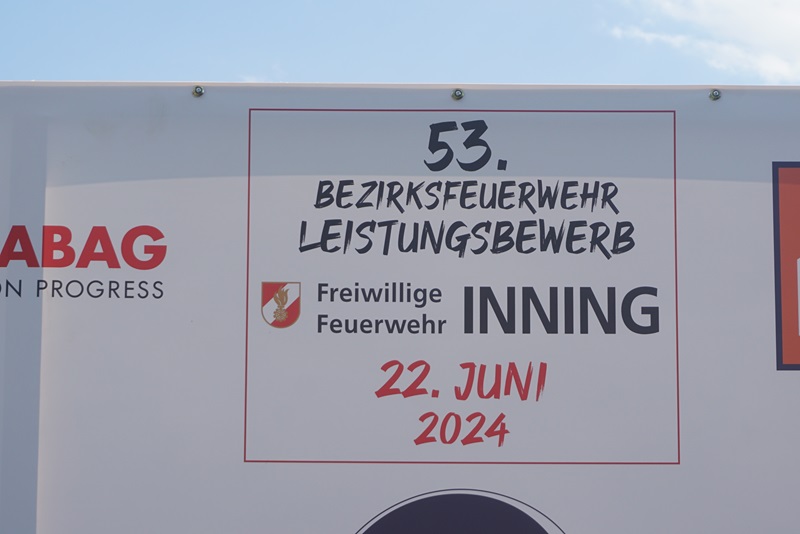 53.
BEZIRKSFEUERWEHR
LEISTUNGSBEWERB
ABAG
ON PROGRESS
Freiwillige
Feuerwehr
INNING
22. JUNI
2024